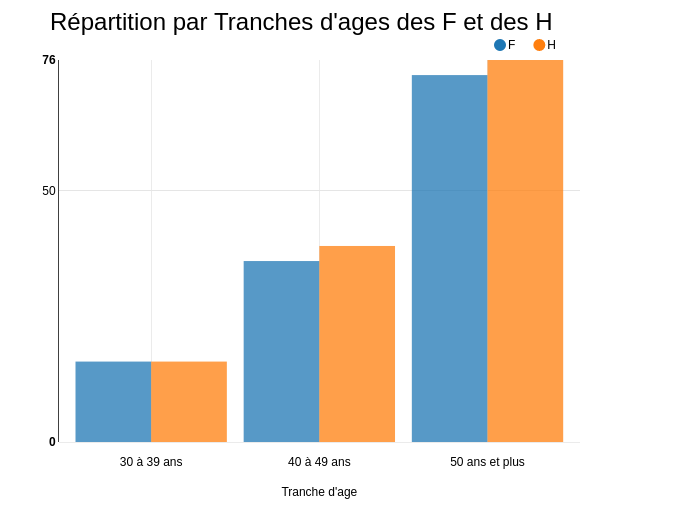 Répartition par Tranches d'ages des F et des H
F H
76
50
0
30 à 39 ans 40 à 49 ans 50 ans et plus
Tranche d'age